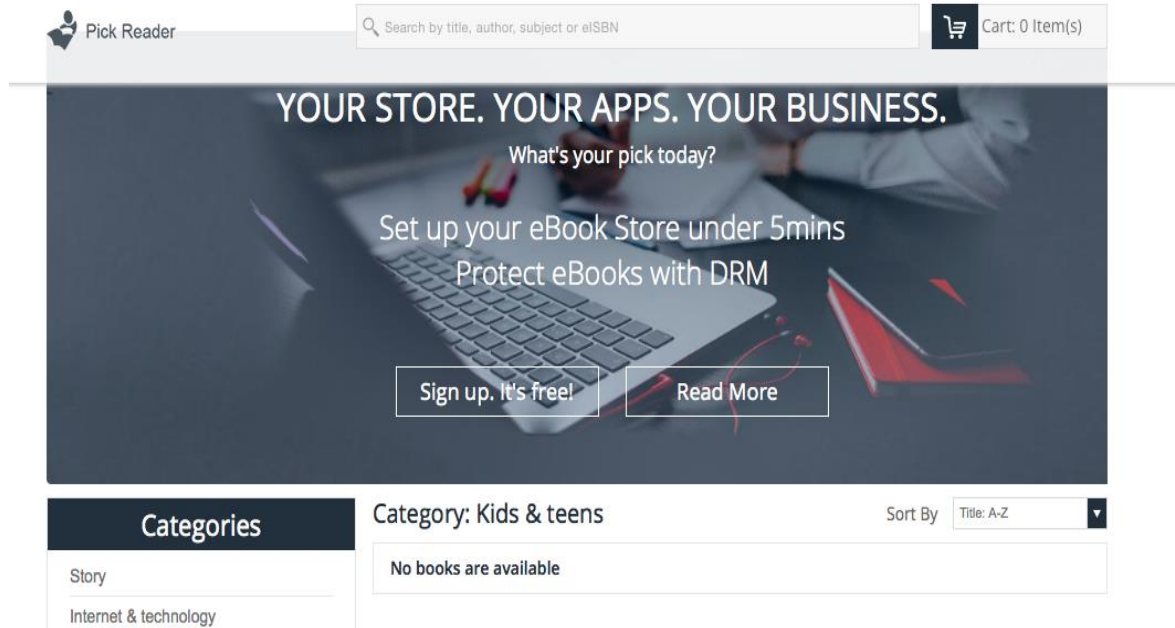 Pick Reader
Search by title, author, subject or eISBN
Cart: 0 Item(s)
YOUR STORE. YOUR APPS. YOUR BUSINESS.
What's your pick today?
Set up your eBook Store under 5mins
Protect eBooks with DRM
Sign up. It's free!
Read More
Categories
Story
Internet & technology
Category: Kids & teens
Sort By
Title: A-Z
No books are available